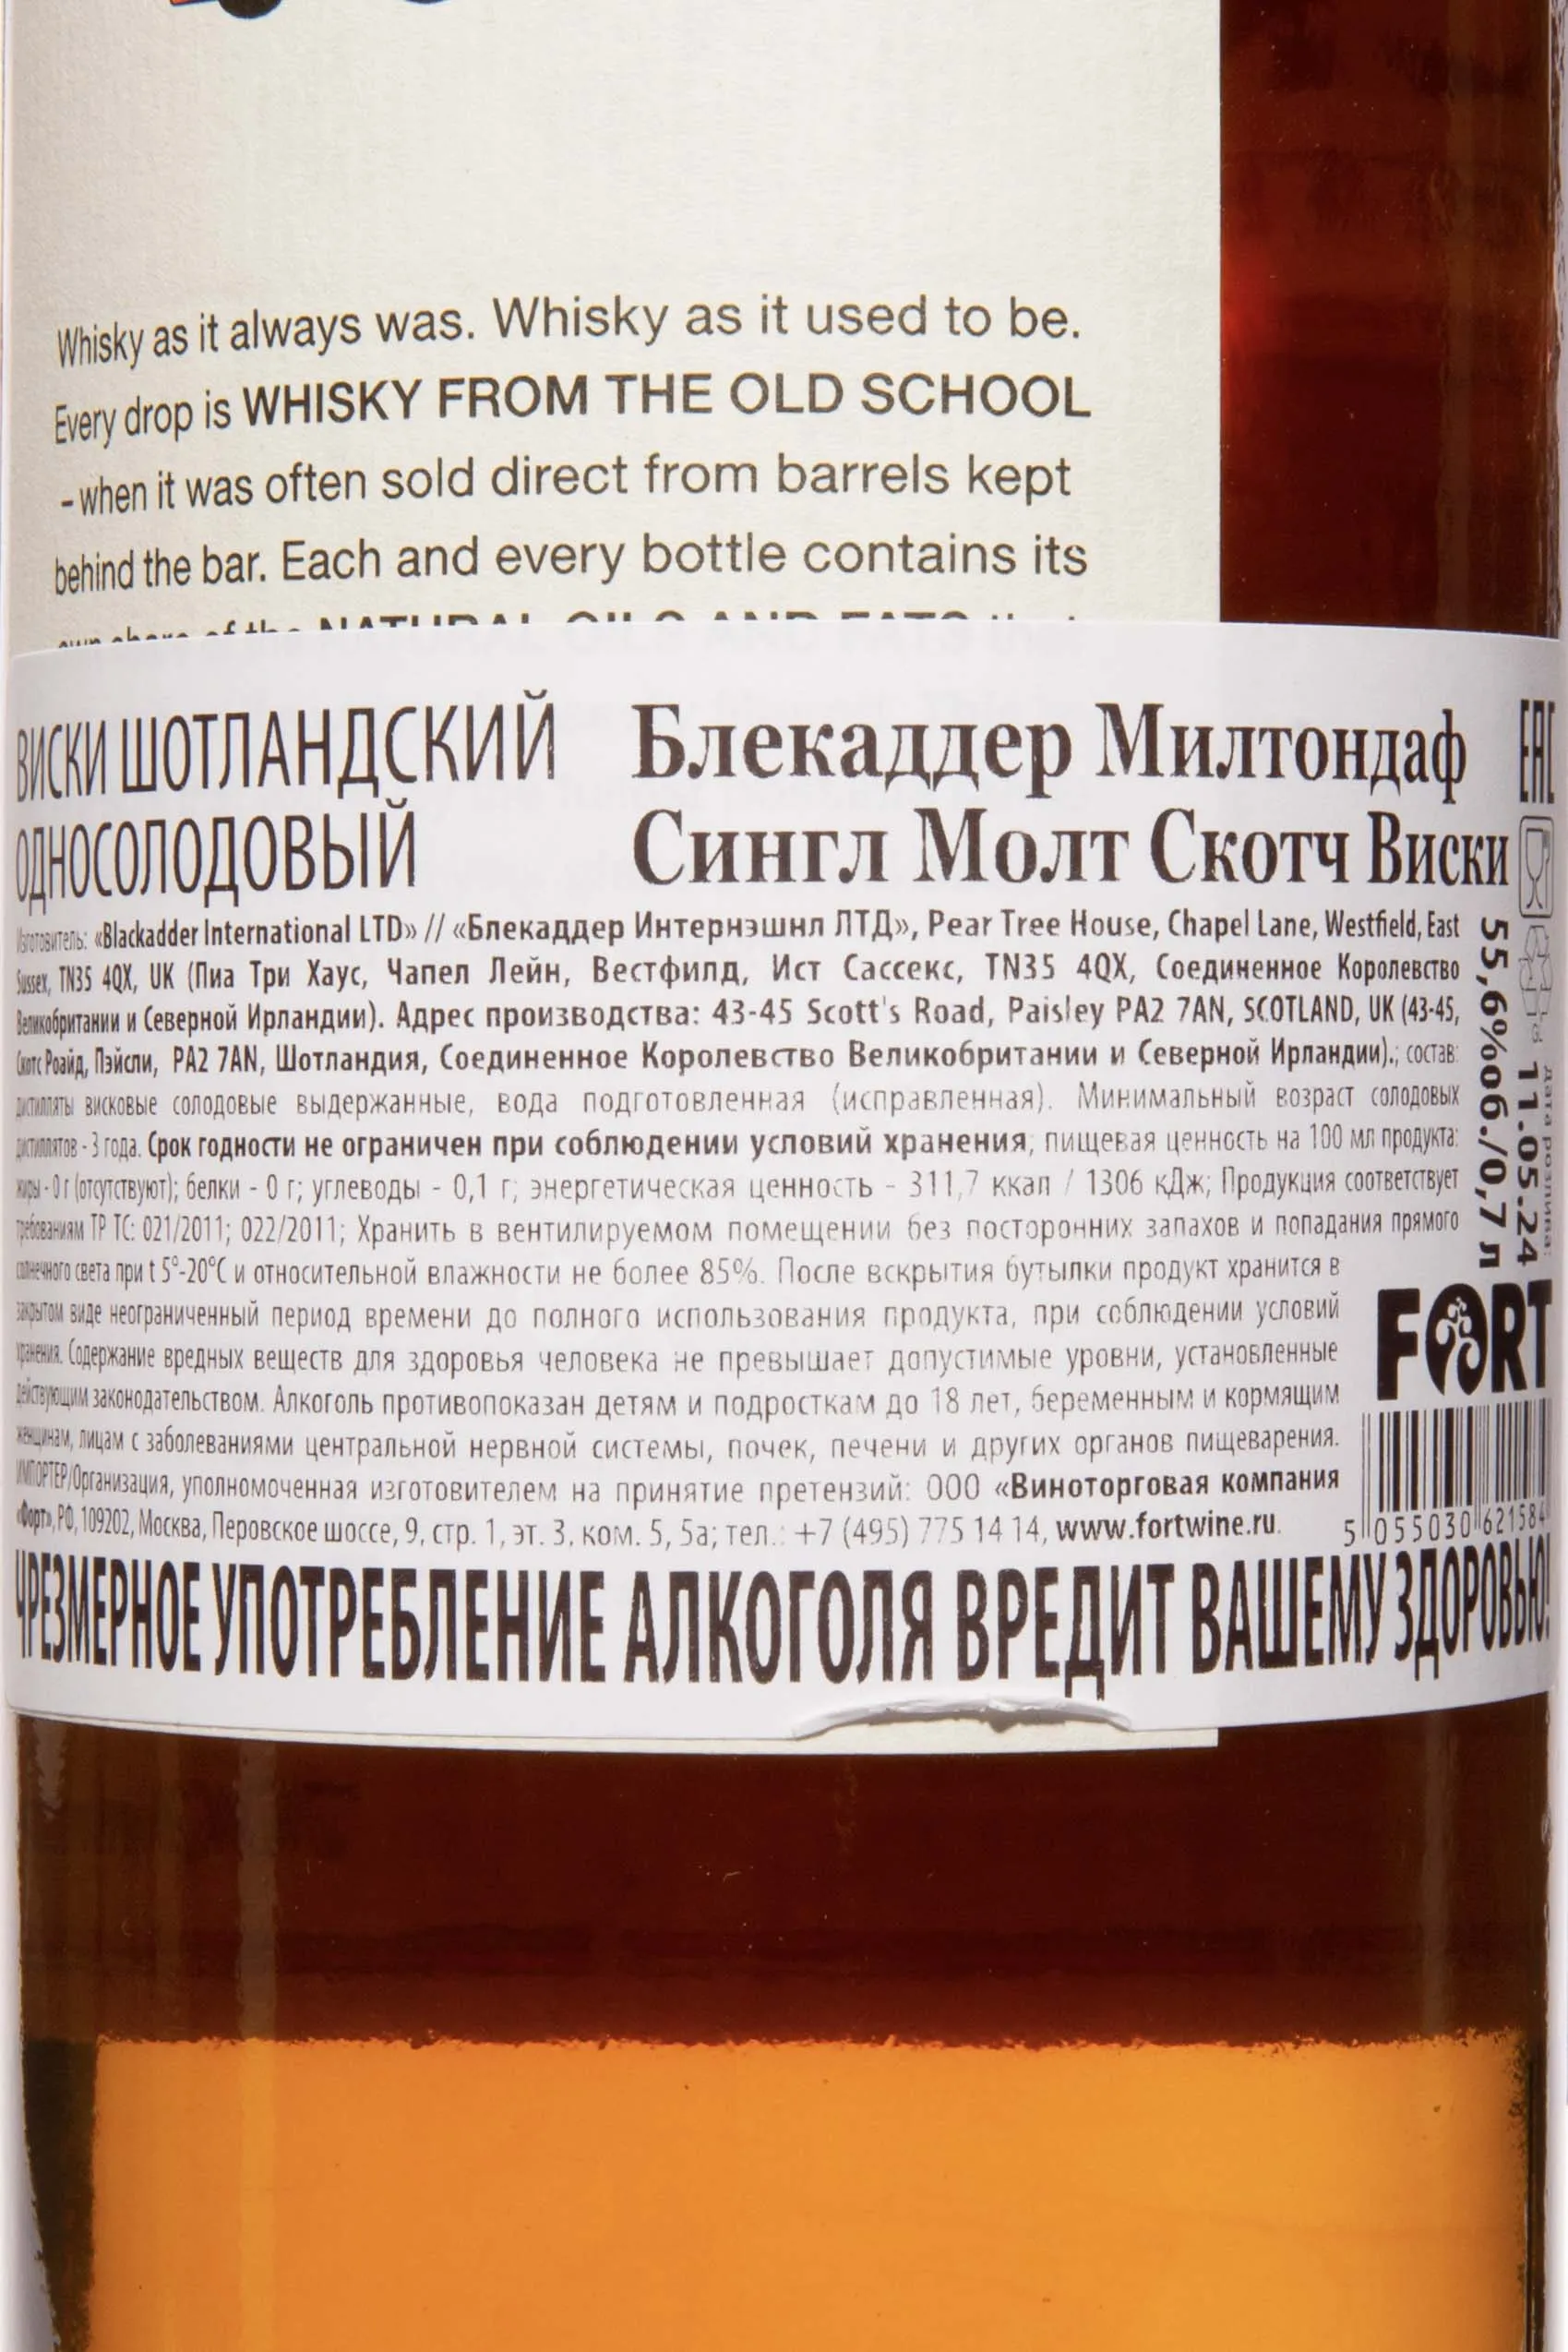 Whisky as it always was. Whisky as it used to be.
Every drop is WHISKY FROM THE OLD SCHOOL
- when it was often sold direct from barrels kept
behind the bar. Each and every bottle contains its
own share of the NATURAL OILS AND FATS that
ВИСКИ ШОТЛАНДСКИЙ
ОДНОСОЛОДОВЫЙ
Блекаддер Милтондаф
Сингл Молт Скотч Виски
Изготовитель: «Blackadder International LTD» // «Блекаддер Интернэшнл ЛТД», Pear Tree House, Chapel Lane, Westfield, East
Sussex, TN35 4QX, UK (Пиа Три Хаус, Чапел Лейн, Вестфилд, Ист Сассекс, TN35 4QX, Соединенное Королевство
Великобритании и Северной Ирландии). Адрес производства: 43-45 Scott's Road, Paisley PA2 7AN, SCOTLAND, UK (43-45,
Скотс Роайд, Пэйсли, PA2 7AN, Шотландия, Соединенное Королевство Великобритании и Северной Ирландии).; состав:
дистилляты висковые солодовые выдержанные, вода подготовленная (исправленная). Минимальный возраст солодовых
дистиллятов - 3 года. Срок годности не ограничен при соблюдении условий хранения; пищевая ценность на 100 мл продукта:
жиры - 0 г (отсутствуют); белки - 0 г; углеводы - 0,1 г; энергетическая ценность - 311,7 ккал / 1306 кДж; Продукция соответствует
требованиям ТР ТС: 021/2011; 022/2011; Хранить в вентилируемом помещении без посторонних запахов и попадания прямого
солнечного света при t 5°-20°C и относительной влажности не более 85%. После вскрытия бутылки продукт хранится в
закрытом виде неограниченный период времени до полного использования продукта, при соблюдении условий
хранения. Содержание вредных веществ для здоровья человека не превышает допустимые уровни, установленные
действующим законодательством. Алкоголь противопоказан детям и подросткам до 18 лет, беременным и кормящим
женщинам, лицам с заболеваниями центральной нервной системы, почек, печени и других органов пищеварения.
ИМПОРТЕР/Организация, уполномоченная изготовителем на принятие претензий: ООО «Виноторговая компания
«Форт», РФ, 109202, Москва, Перовское шоссе, 9, стр. 1, эт. 3, ком. 5, 5а; тел.: +7 (495) 775 14 14, www.fortwine.ru.
EAC
55,6%об./0,7 л
дата розлива:
11.05.24
FORT
5 055030 621584
ЧРЕЗМЕРНОЕ УПОТРЕБЛЕНИЕ АЛКОГОЛЯ ВРЕДИТ ВАШЕМУ ЗДОРОВЬЮ!